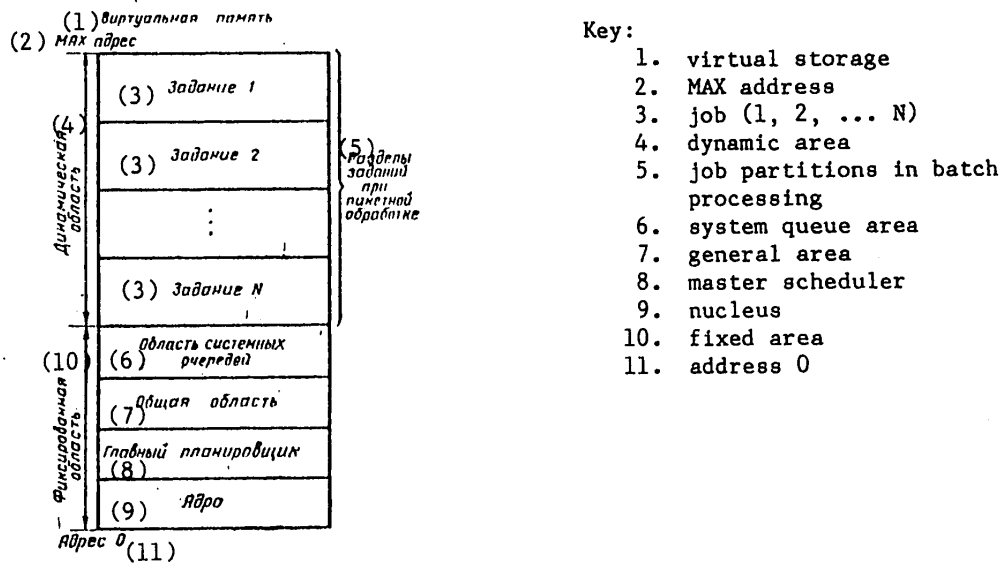 (1) Виртуальная память
(2) MAX адрес
(3) Задание 1
(4)
(3) Задание 2
(5)
Разделы
заданий
при
пакетной
обработке
Динамическая
область
⋮
(3) Задание N
(10)
(6) Область системных
очередей
(7) Общая область
Главный планировщик
(8)
Фиксированная
область
(9) Ядро
Адрес 0
(11)
Key:
1. virtual storage
2. MAX address
3. job (1, 2, ... N)
4. dynamic area
5. job partitions in batch
processing
6. system queue area
7. general area
8. master scheduler
9. nucleus
10. fixed area
11. address 0